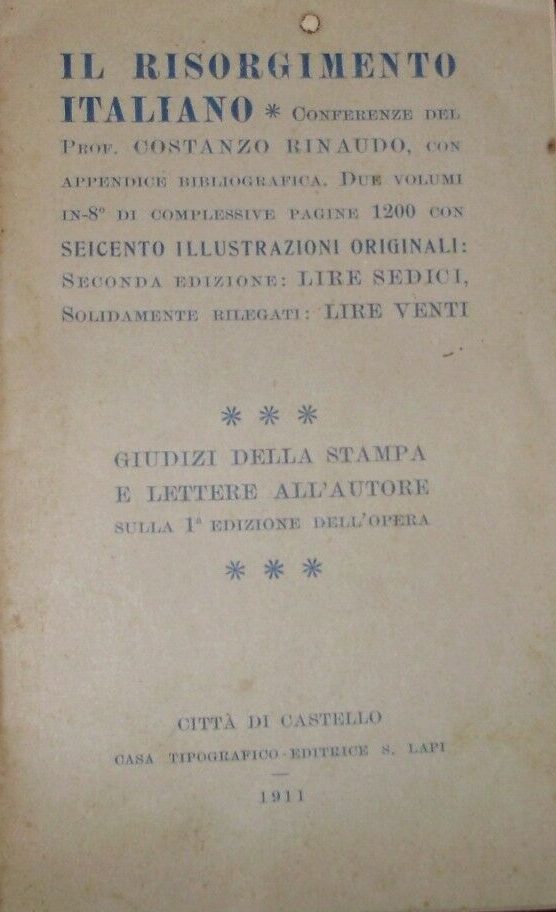 IL RISORGIMENTO
ITALIANO * CONFERENZE DEL
PROF. COSTANZO RINAUDO, CON
APPENDICE BIBLIOGRAFICA. DUE VOLUMI
IN-8° DI COMPLESSIVE PAGINE 1200 CON
SEICENTO ILLUSTRAZIONI ORIGINALI:
SECONDA EDIZIONE: LIRE SEDICI,
SOLIDAMENTE RILEGATI: LIRE VENTI
* * *
GIUDIZI DELLA STAMPA
E LETTERE ALL'AUTORE
SULLA 1ª EDIZIONE DELL'OPERA
* * *
CITTÀ DI CASTELLO
CASA TIPOGRAFICO-EDITRICE S. LAPI
—
1911